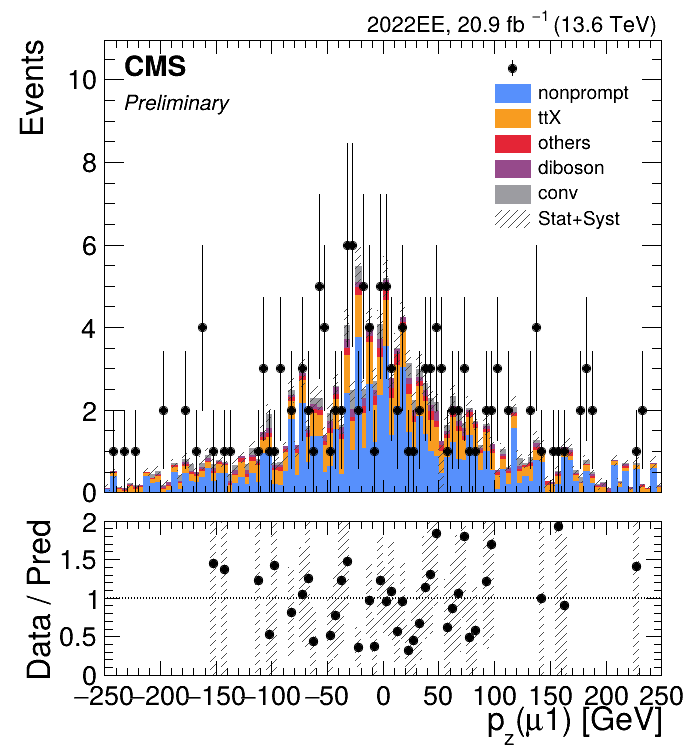 2022EE, 20.9 fb⁻¹ (13.6 TeV)
CMS
Preliminary
Events
10
8
6
4
2
0
nonprompt
ttX
others
diboson
conv
Stat+Syst
Data / Pred
2
1.5
1
0.5
0
−250 −200 −150 −100 −50 0 50 100 150 200 250
p_z(μ1) [GeV]